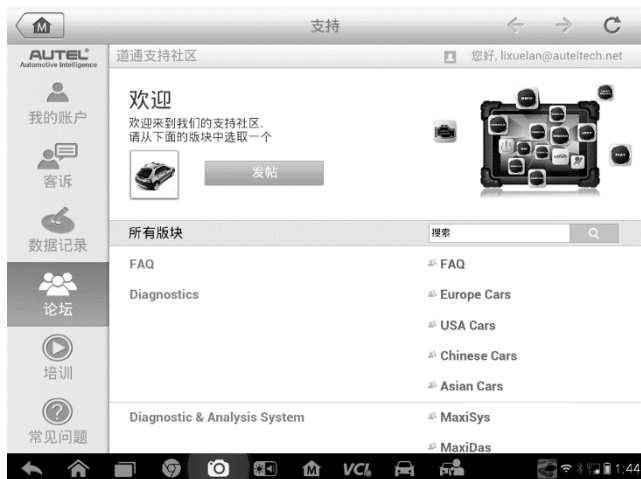 支持
AUTEL®
Automotive Intelligence
道通支持社区
您好, lixuelan@auteltech.net
我的账户
客诉
数据记录
论坛
培训
常见问题
欢迎
欢迎来到我们的支持社区.
请从下面的版块中选取一个
发帖
所有版块
搜索
FAQ
FAQ
Diagnostics
Europe Cars
USA Cars
Chinese Cars
Asian Cars
Diagnostic & Analysis System
MaxiSys
MaxiDas
VCI
1:44